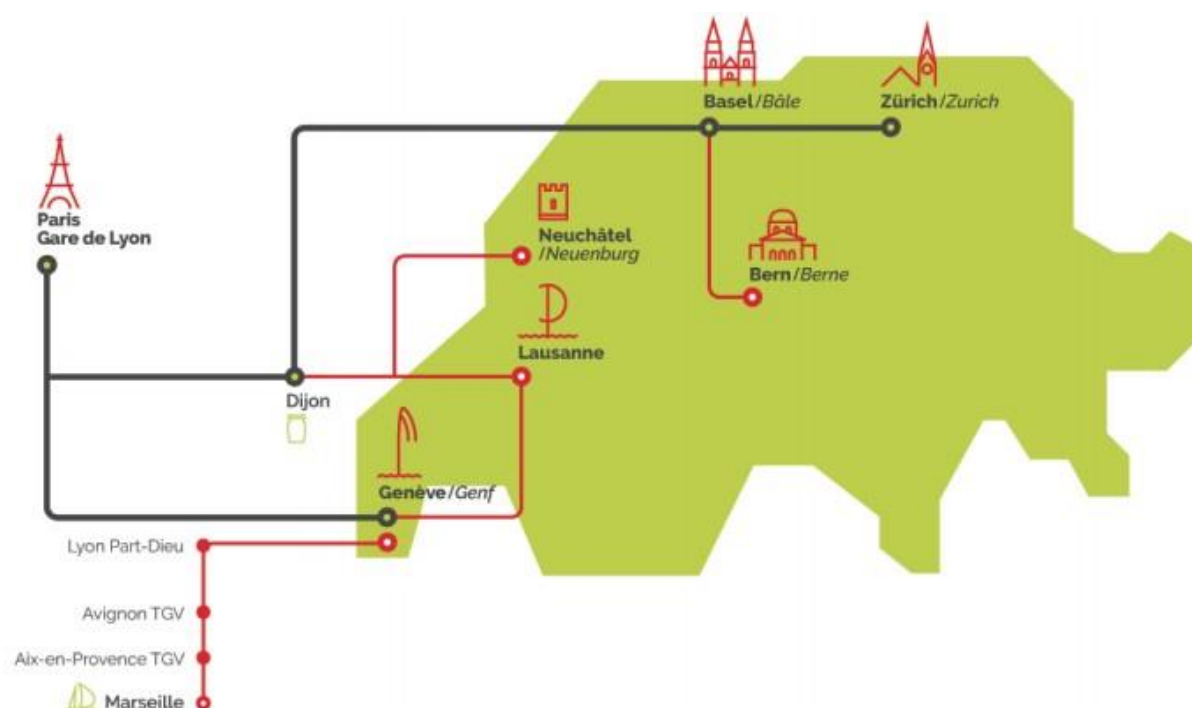 Basel/Bâle
Zürich/Zurich
Paris
Gare de Lyon
Neuchâtel
/Neuenburg
Bern/Berne
Lausanne
Dijon
Genève/Genf
Lyon Part-Dieu
Avignon TGV
Aix-en-Provence TGV
Marseille